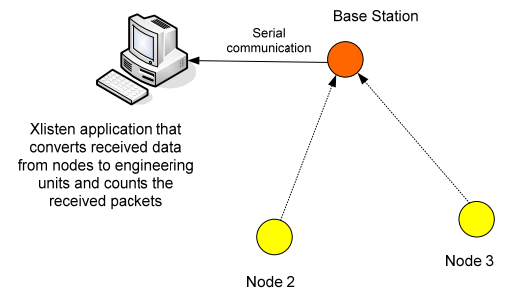 Base Station
Serial
communication
Xlisten application that
converts received data
from nodes to engineering
units and counts the
received packets
Node 3
Node 2